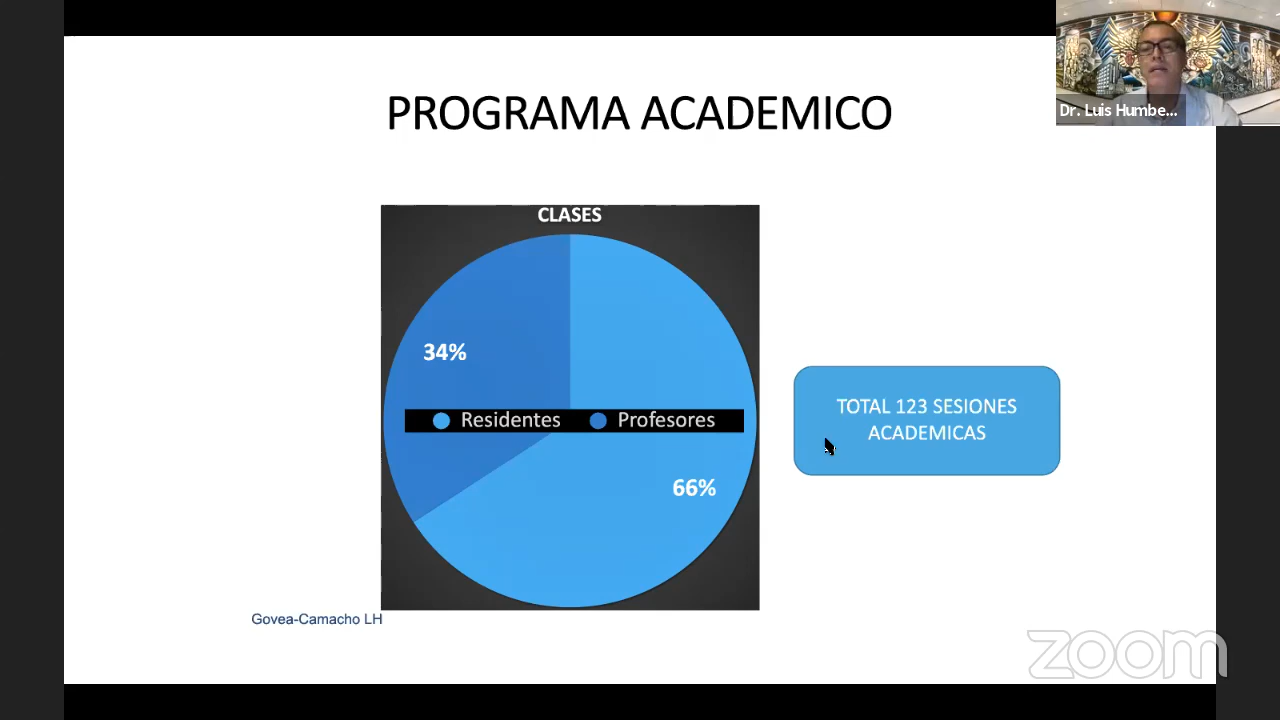 PROGRAMA ACADEMICO
Dr. Luis Humbe...
CLASES
34%
Residentes Profesores
66%
TOTAL 123 SESIONES
ACADEMICAS
Govea-Camacho LH
zoom